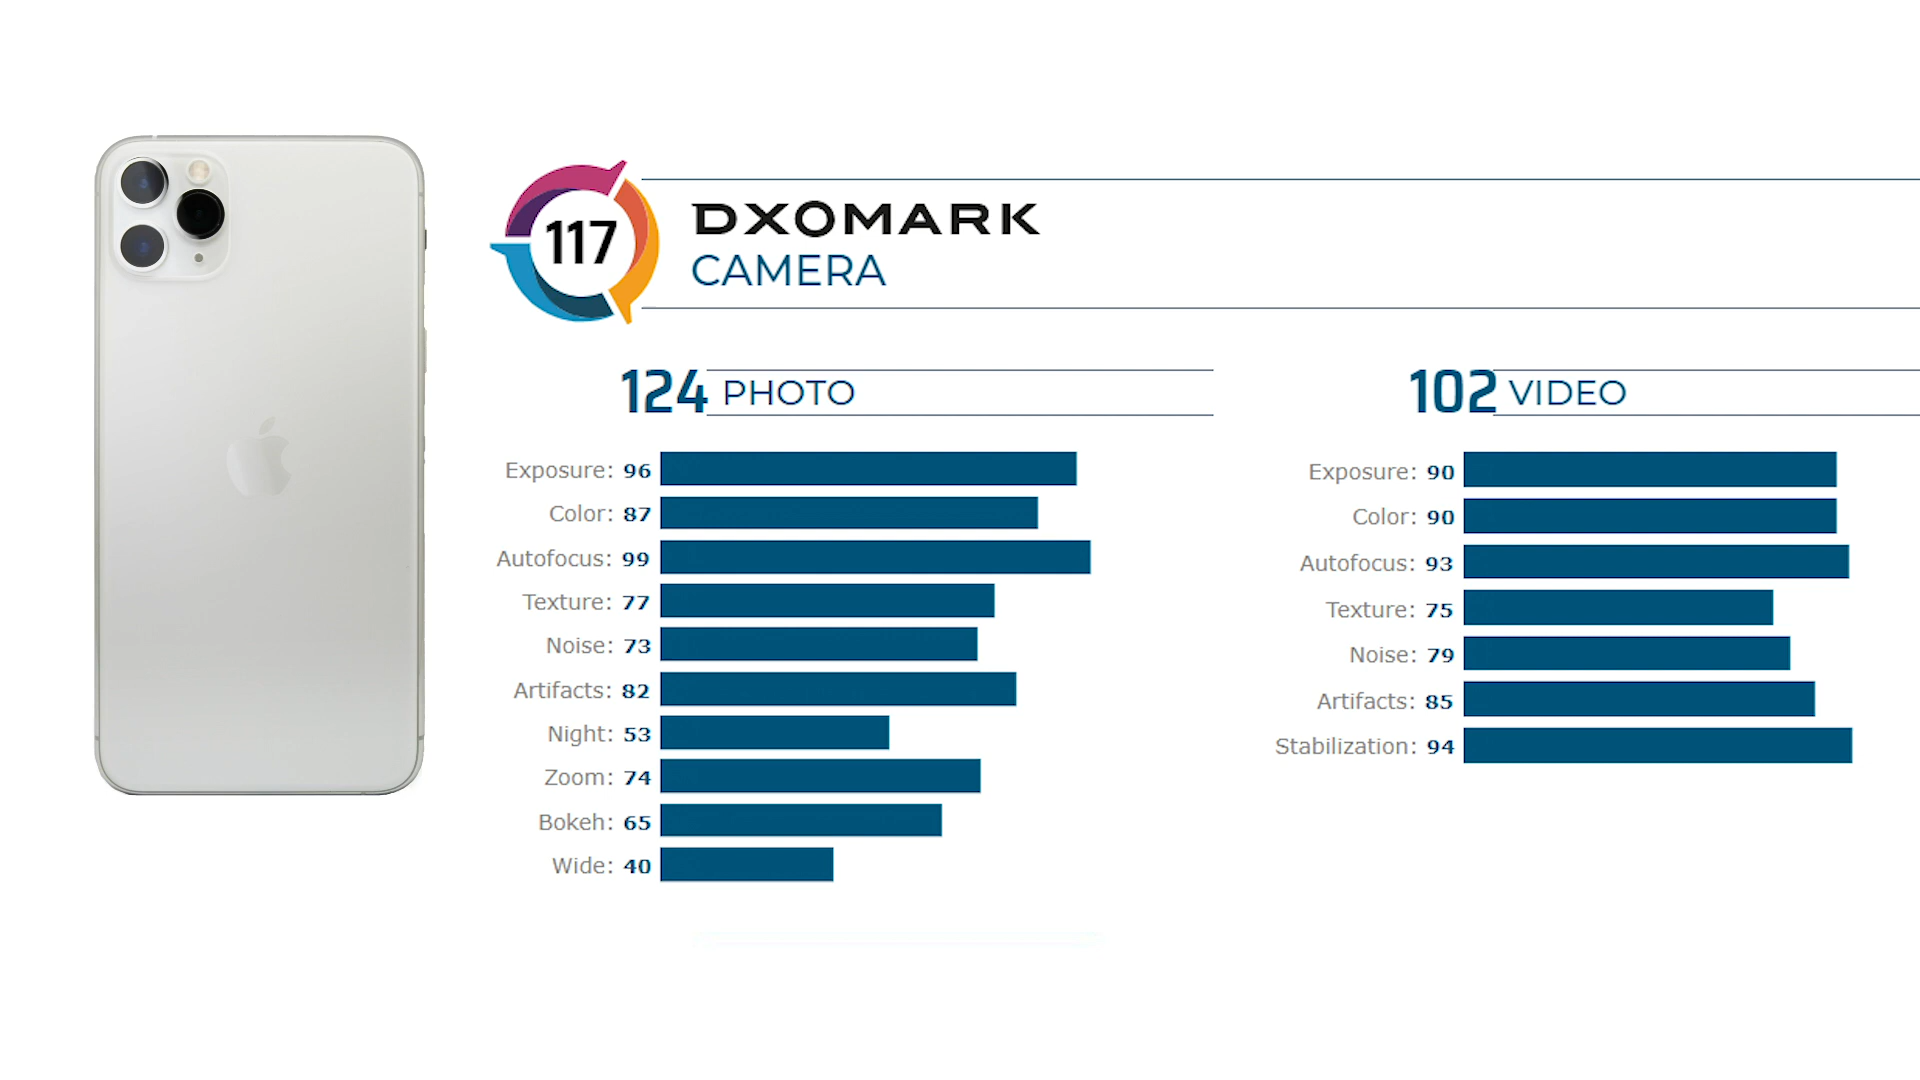 117
DXOMARK
CAMERA
124 PHOTO
Exposure: 96
Color: 87
Autofocus: 99
Texture: 77
Noise: 73
Artifacts: 82
Night: 53
Zoom: 74
Bokeh: 65
Wide: 40
102 VIDEO
Exposure: 90
Color: 90
Autofocus: 93
Texture: 75
Noise: 79
Artifacts: 85
Stabilization: 94